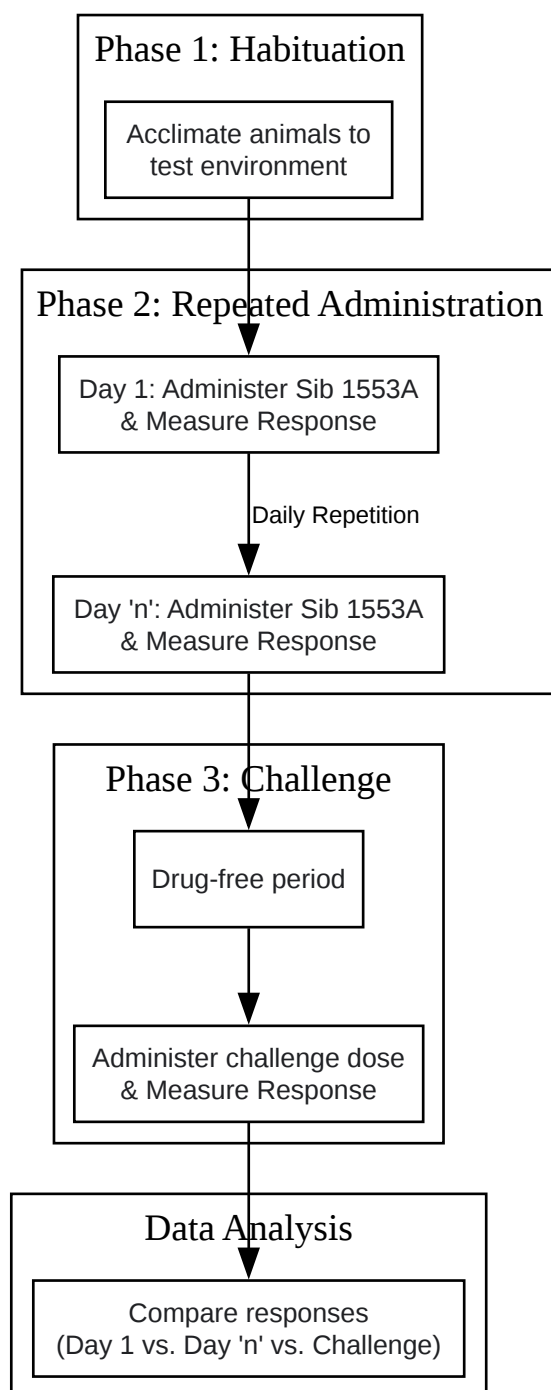 Phase 1: Habituation
Acclimate animals to
test environment
Phase 2: Repeated Administration
Day 1: Administer Sib 1553A
& Measure Response
Daily Repetition
Day 'n': Administer Sib 1553A
& Measure Response
Phase 3: Challenge
Drug-free period
Administer challenge dose
& Measure Response
Data Analysis
Compare responses
(Day 1 vs. Day 'n' vs. Challenge)